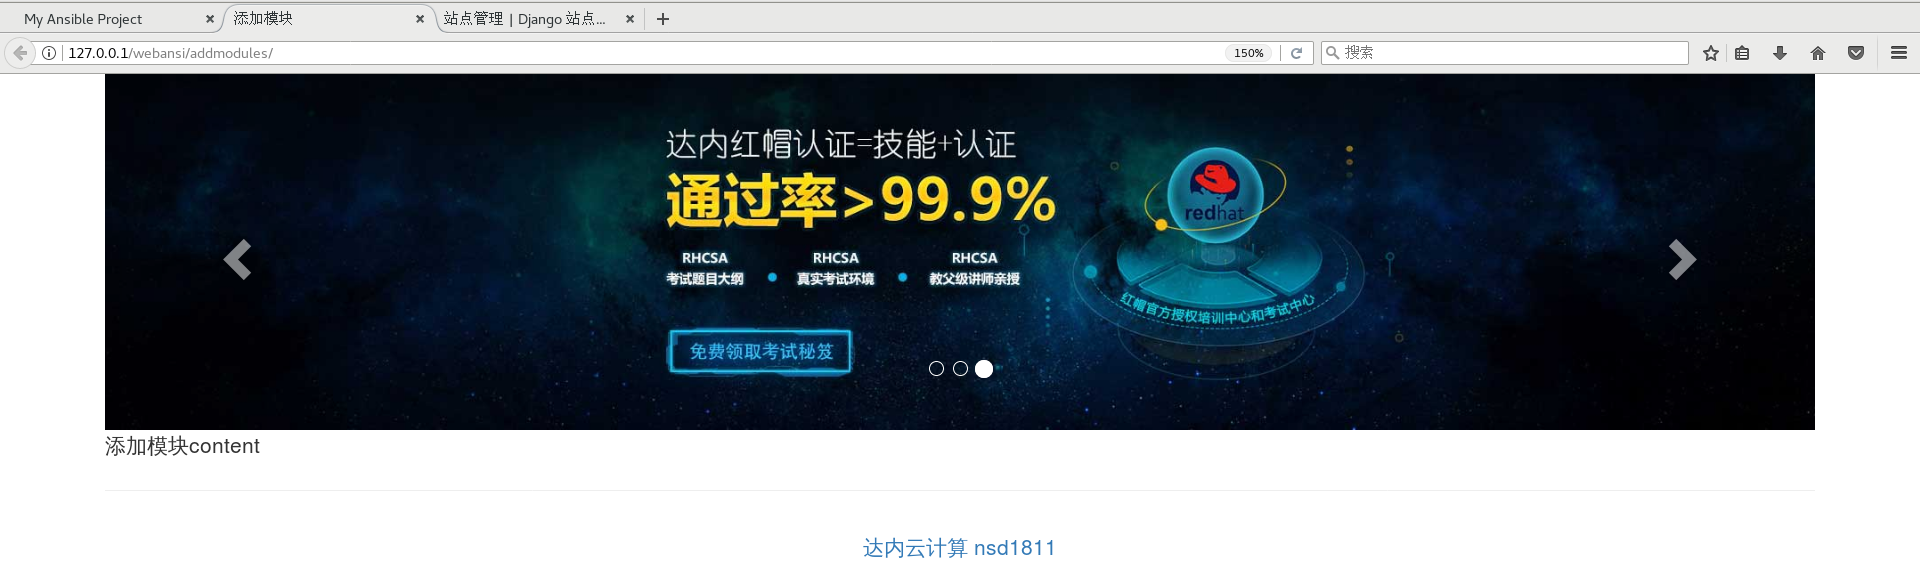 My Ansible Project
添加模块
站点管理 | Django 站点...
127.0.0.1/webansi/addmodules/
150%
搜索
达内红帽认证=技能+认证
通过率>99.9%
RHCSA RHCSA RHCSA
考试题目大纲 真实考试环境 教父级讲师亲授
免费领取考试秘笈
redhat
红帽官方授权培训中心和考试中心
添加模块content
达内云计算 nsd1811